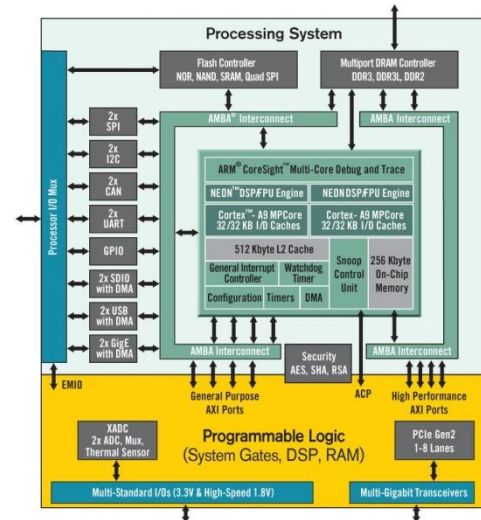 Processing System
Flash Controller
NOR, NAND, SRAM, Quad SPI
Multiport DRAM Controller
DDR3, DDR3L, DDR2
AMBA® Interconnect
AMBA Interconnect
Processor I/O Mux
2x
SPI
2x
I2C
2x
CAN
2x
UART
GPIO
2x SDIO
with DMA
2x USB
with DMA
2x GigE
with DMA
ARM® CoreSight™ Multi-Core Debug and Trace
NEON™ DSP/FPU Engine
NEON DSP/FPU Engine
Cortex™- A9 MPCore
32/32 KB I/D Caches
Cortex- A9 MPCore
32/32 KB I/D Caches
512 Kbyte L2 Cache
General Interrupt
Controller
Watchdog
Timer
Configuration
Timers
DMA
Snoop
Control
Unit
256 Kbyte
On-Chip
Memory
AMBA Interconnect
Security
AES, SHA, RSA
AMBA Interconnect
EMIO
General Purpose
AXI Ports
ACP
High Performance
AXI Ports
XADC
2x ADC, Mux,
Thermal Sensor
Programmable Logic
(System Gates, DSP, RAM)
PCIe Gen2
1-8 Lanes
Multi-Standard I/Os (3.3V & High-Speed 1.8V)
Multi-Gigabit Transceivers